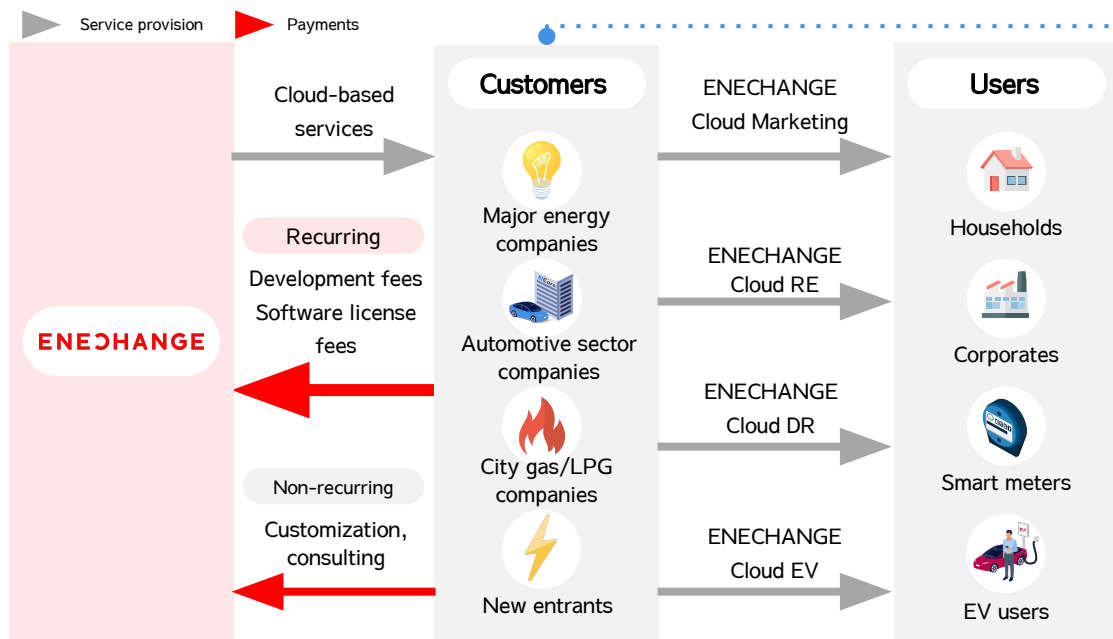 Service provision
Payments
Cloud-based
services
Recurring
Development fees
Software license
fees
Non-recurring
Customization,
consulting
ENECHANGE
Customers
Major energy
companies
Automotive sector
companies
City gas/LPG
companies
New entrants
ENECHANGE
Cloud Marketing
ENECHANGE
Cloud RE
ENECHANGE
Cloud DR
ENECHANGE
Cloud EV
Users
Households
Corporates
Smart meters
EV users